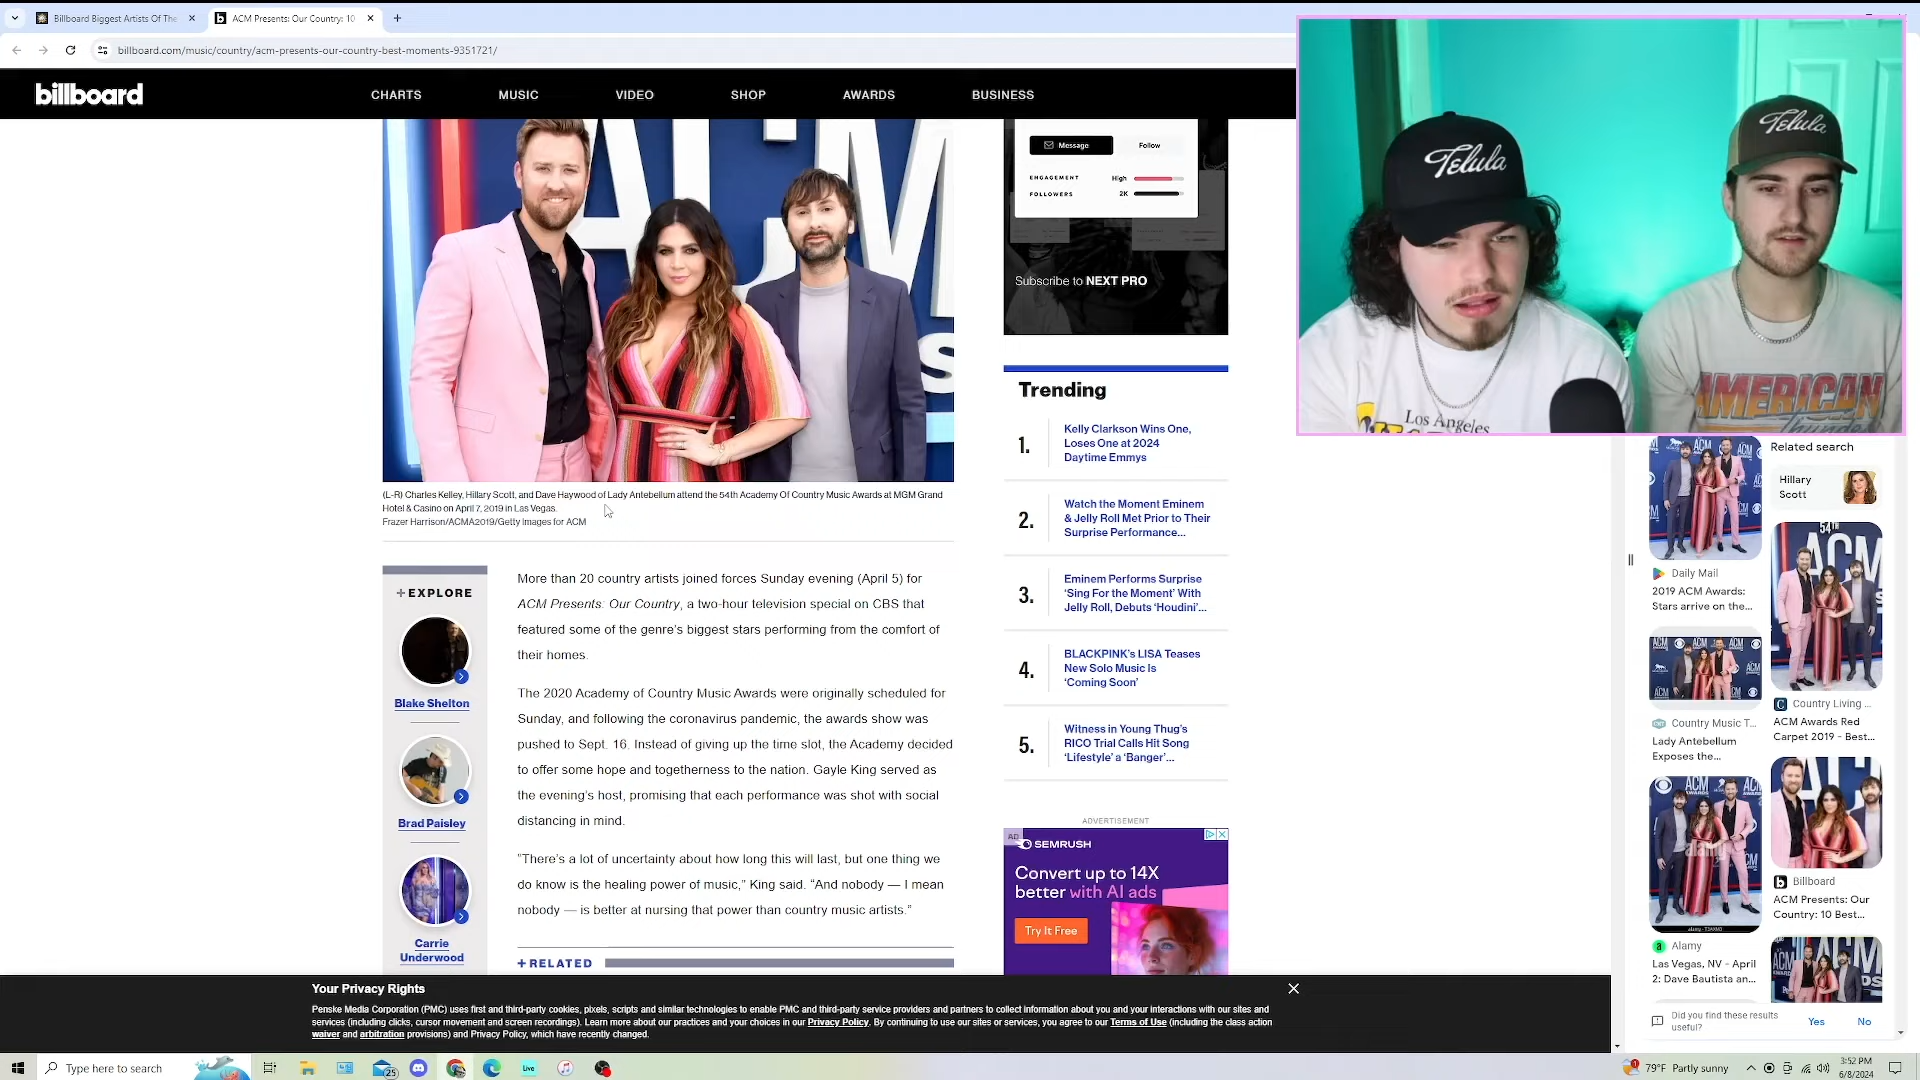 Billboard Biggest Artists Of The
ACM Presents: Our Country: 10
billboard.com/music/country/acm-presents-our-country-best-moments-9351721/
billboard
CHARTS
MUSIC
VIDEO
SHOP
AWARDS
BUSINESS
ACM
S
(L-R) Charles Kelley, Hillary Scott, and Dave Haywood of Lady Antebellum attend the 54th Academy Of Country Music Awards at MGM Grand
Hotel & Casino on April 7, 2019 in Las Vegas.
Frazer Harrison/ACMA2019/Getty Images for ACM
+EXPLORE
Blake Shelton
Brad Paisley
Carrie
Underwood
More than 20 country artists joined forces Sunday evening (April 5) for
ACM Presents: Our Country, a two-hour television special on CBS that
featured some of the genre's biggest stars performing from the comfort of
their homes.
The 2020 Academy of Country Music Awards were originally scheduled for
Sunday, and following the coronavirus pandemic, the awards show was
pushed to Sept. 16. Instead of giving up the time slot, the Academy decided
to offer some hope and togetherness to the nation. Gayle King served as
the evening's host, promising that each performance was shot with social
distancing in mind.
“There's a lot of uncertainty about how long this will last, but one thing we
do know is the healing power of music,” King said. “And nobody — I mean
nobody — is better at nursing that power than country music artists.”
+RELATED
Message
Follow
ENGAGEMENT
High
FOLLOWERS
2K
Subscribe to NEXT PRO
Trending
1.
Kelly Clarkson Wins One,
Loses One at 2024
Daytime Emmys
2.
Watch the Moment Eminem
& Jelly Roll Met Prior to Their
Surprise Performance...
3.
Eminem Performs Surprise
‘Sing For the Moment’ With
Jelly Roll, Debuts ‘Houdini’...
4.
BLACKPINK's LISA Teases
New Solo Music Is
‘Coming Soon’
5.
Witness in Young Thug's
RICO Trial Calls Hit Song
‘Lifestyle’ a ‘Banger’...
ADVERTISEMENT
AD
SEMRUSH
Convert up to 14X
better with AI ads
Try It Free
Telula
Telula
Los Angeles
AMERICAN
Thunder
Related search
Hillary
Scott
Daily Mail
2019 ACM Awards:
Stars arrive on the...
Country Music T...
Lady Antebellum
Exposes the...
Alamy
Las Vegas, NV - April
2: Dave Bautista an...
54TH
ACM
Country Living ...
ACM Awards Red
Carpet 2019 - Best...
Billboard
ACM Presents: Our
Country: 10 Best...
Did you find these results
useful?
Yes
No
Your Privacy Rights
Penske Media Corporation (PMC) uses first and third-party cookies, pixels, scripts and similar technologies to enable PMC and third-party service providers and partners to collect information about you and your interactions with our sites and
services (including clicks, cursor movement and screen recordings). Learn more about our practices and your choices in our Privacy Policy. By continuing to use our sites or services, you agree to our Terms of Use (including the class action
waiver and arbitration provisions) and Privacy Policy, which have recently changed.
Type here to search
25
Live
79°F Partly sunny
3:52 PM
6/8/2024